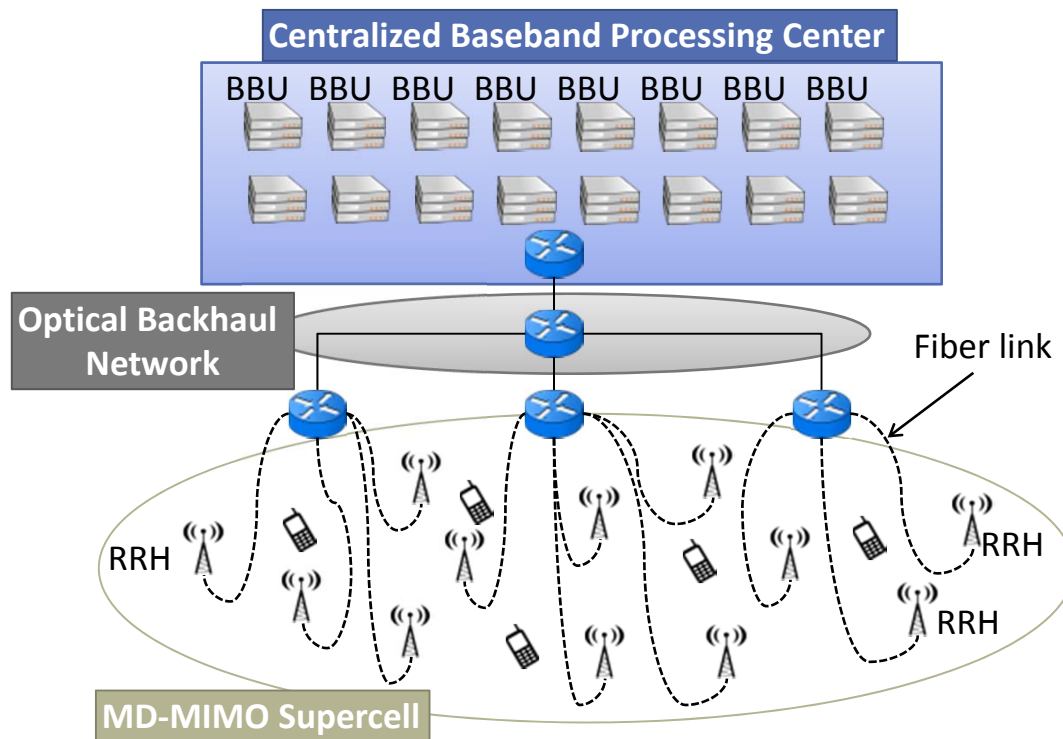 Centralized Baseband Processing Center
BBU BBU BBU BBU BBU BBU BBU BBU
Optical Backhaul
Network
Fiber link
RRH
RRH
RRH
MD-MIMO Supercell